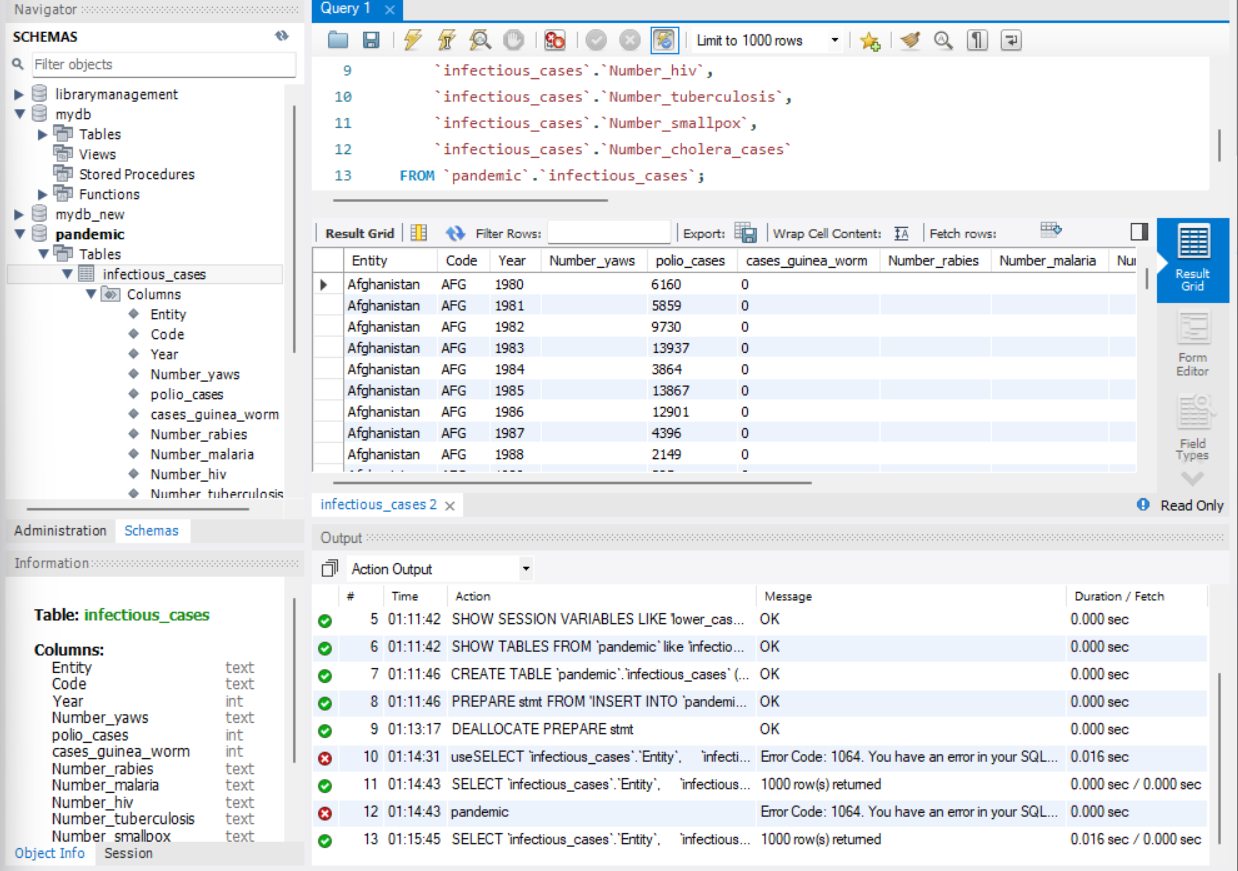 Navigator
SCHEMAS
Filter objects
librarymanagement
mydb
Tables
Views
Stored Procedures
Functions
mydb_new
pandemic
Tables
infectious_cases
Columns
Entity
Code
Year
Number_yaws
polio_cases
cases_guinea_worm
Number_rabies
Number_malaria
Number_hiv
Number_tuberculosis
Administration Schemas
Information
Table: infectious_cases
Columns:
Entity text
Code text
Year int
Number_yaws text
polio_cases int
cases_guinea_worm int
Number_rabies text
Number_malaria text
Number_hiv text
Number_tuberculosis text
Number_smallpox text
Object Info Session
Query 1
Limit to 1000 rows
9 `infectious_cases`.`Number_hiv`,
10 `infectious_cases`.`Number_tuberculosis`,
11 `infectious_cases`.`Number_smallpox`,
12 `infectious_cases`.`Number_cholera_cases`
13 FROM `pandemic`.`infectious_cases`;
Result Grid Filter Rows: Export: Wrap Cell Content: Fetch rows:
Entity Code Year Number_yaws polio_cases cases_guinea_worm Number_rabies Number_malaria
Afghanistan AFG 1980 6160 0
Afghanistan AFG 1981 5859 0
Afghanistan AFG 1982 9730 0
Afghanistan AFG 1983 13937 0
Afghanistan AFG 1984 3864 0
Afghanistan AFG 1985 13867 0
Afghanistan AFG 1986 12901 0
Afghanistan AFG 1987 4396 0
Afghanistan AFG 1988 2149 0
Result
Grid
Form
Editor
Field
Types
infectious_cases 2 Read Only
Output
Action Output
# Time Action Message Duration / Fetch
5 01:11:42 SHOW SESSION VARIABLES LIKE 'lower_cas... OK 0.000 sec
6 01:11:42 SHOW TABLES FROM `pandemic` like 'infectio... OK 0.000 sec
7 01:11:46 CREATE TABLE `pandemic`.`infectious_cases` (... OK 0.000 sec
8 01:11:46 PREPARE stmt FROM 'INSERT INTO `pandemi... OK 0.000 sec
9 01:13:17 DEALLOCATE PREPARE stmt OK 0.000 sec
10 01:14:31 useSELECT `infectious_cases`.`Entity`, `infecti... Error Code: 1064. You have an error in your SQL... 0.016 sec
11 01:14:43 SELECT `infectious_cases`.`Entity`, `infectious... 1000 row(s) returned 0.000 sec / 0.000 sec
12 01:14:43 pandemic Error Code: 1064. You have an error in your SQL... 0.000 sec
13 01:15:45 SELECT `infectious_cases`.`Entity`, `infectious... 1000 row(s) returned 0.016 sec / 0.000 sec